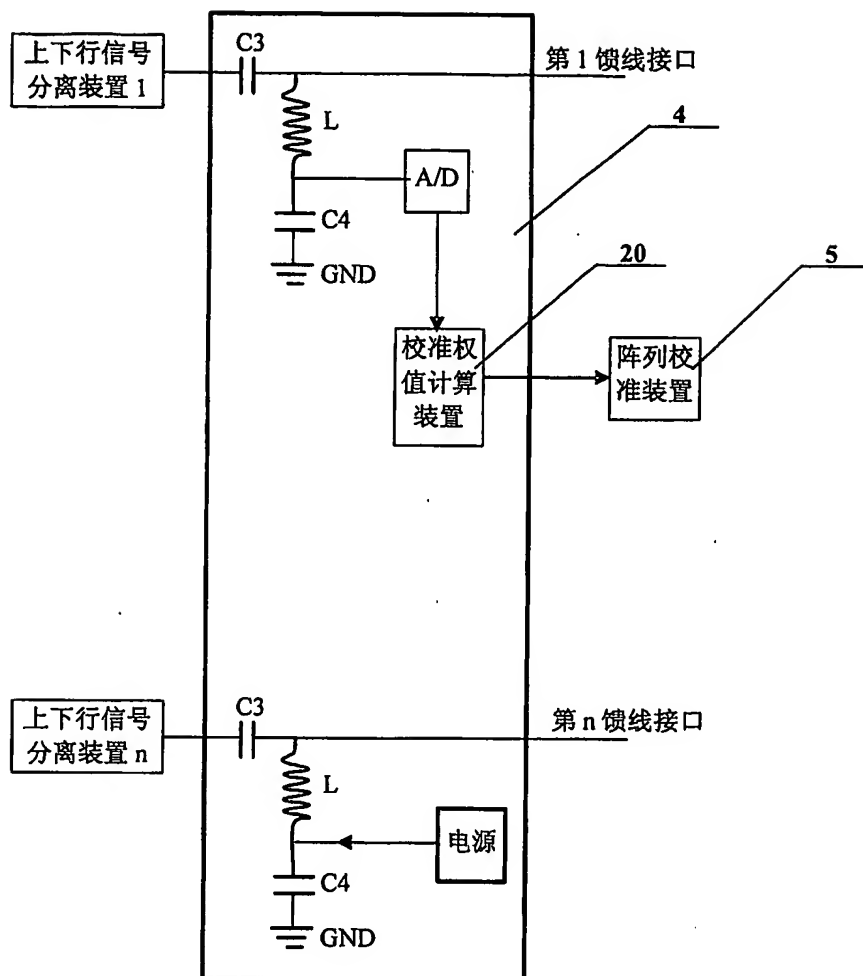 上下行信号
分离装置 1
C3
第 1 馈线接口
L
A/D
4
C4
GND
20
5
校准权
值计算
装置
阵列校
准装置
上下行信号
分离装置 n
C3
第 n 馈线接口
L
电源
C4
GND